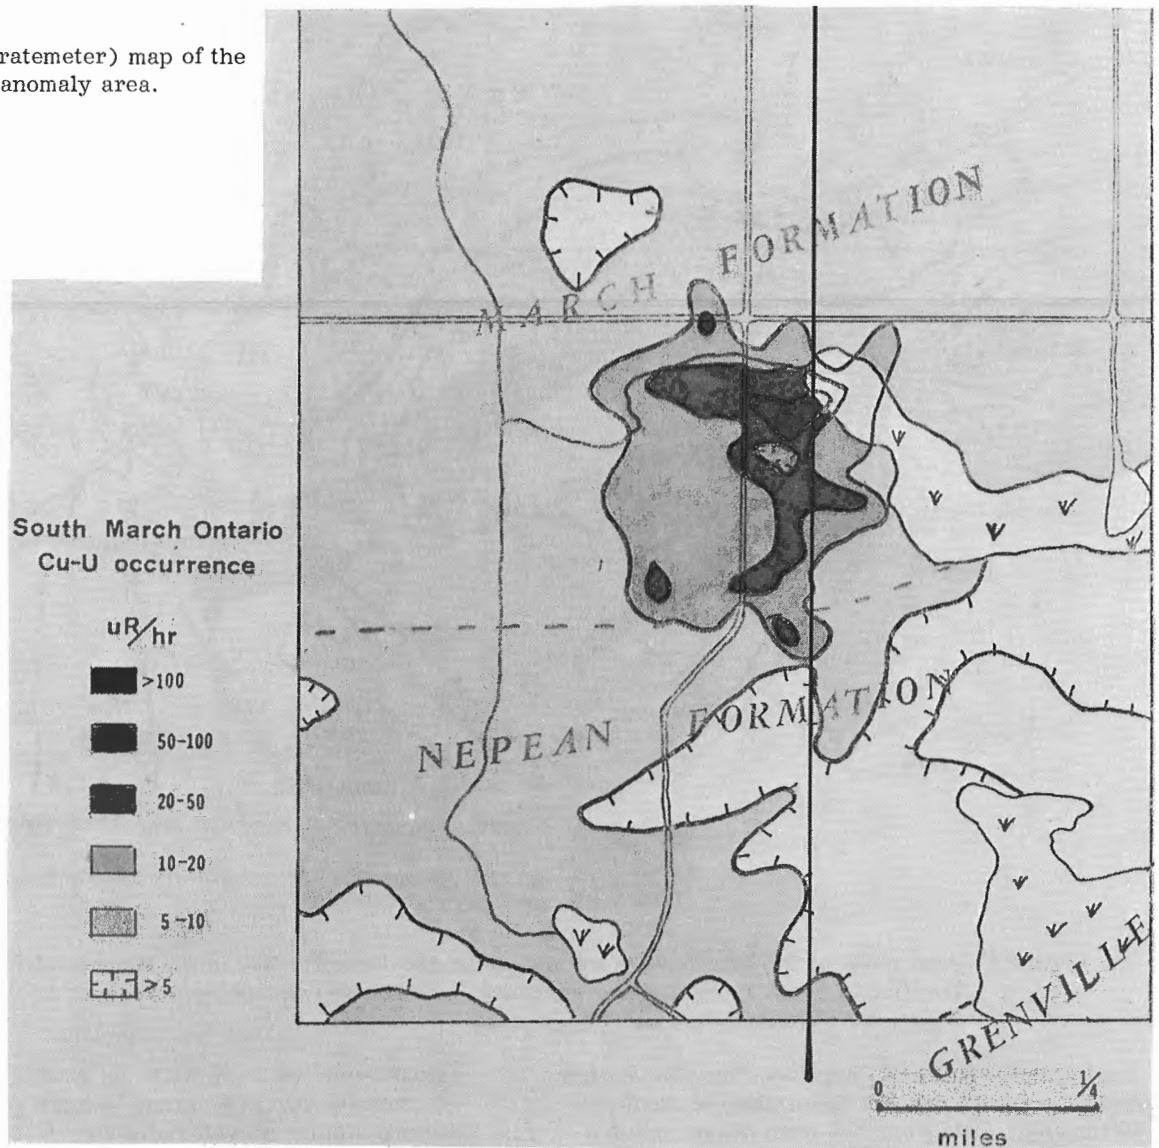 ratemeter) map of the
anomaly area.
MARCH FORMATION
South March Ontario
Cu-U occurrence
uR/hr
>100
50-100
20-50
10-20
5-10
>5
NEPEAN FORMATION
GRENVILLE
0 1/4
miles